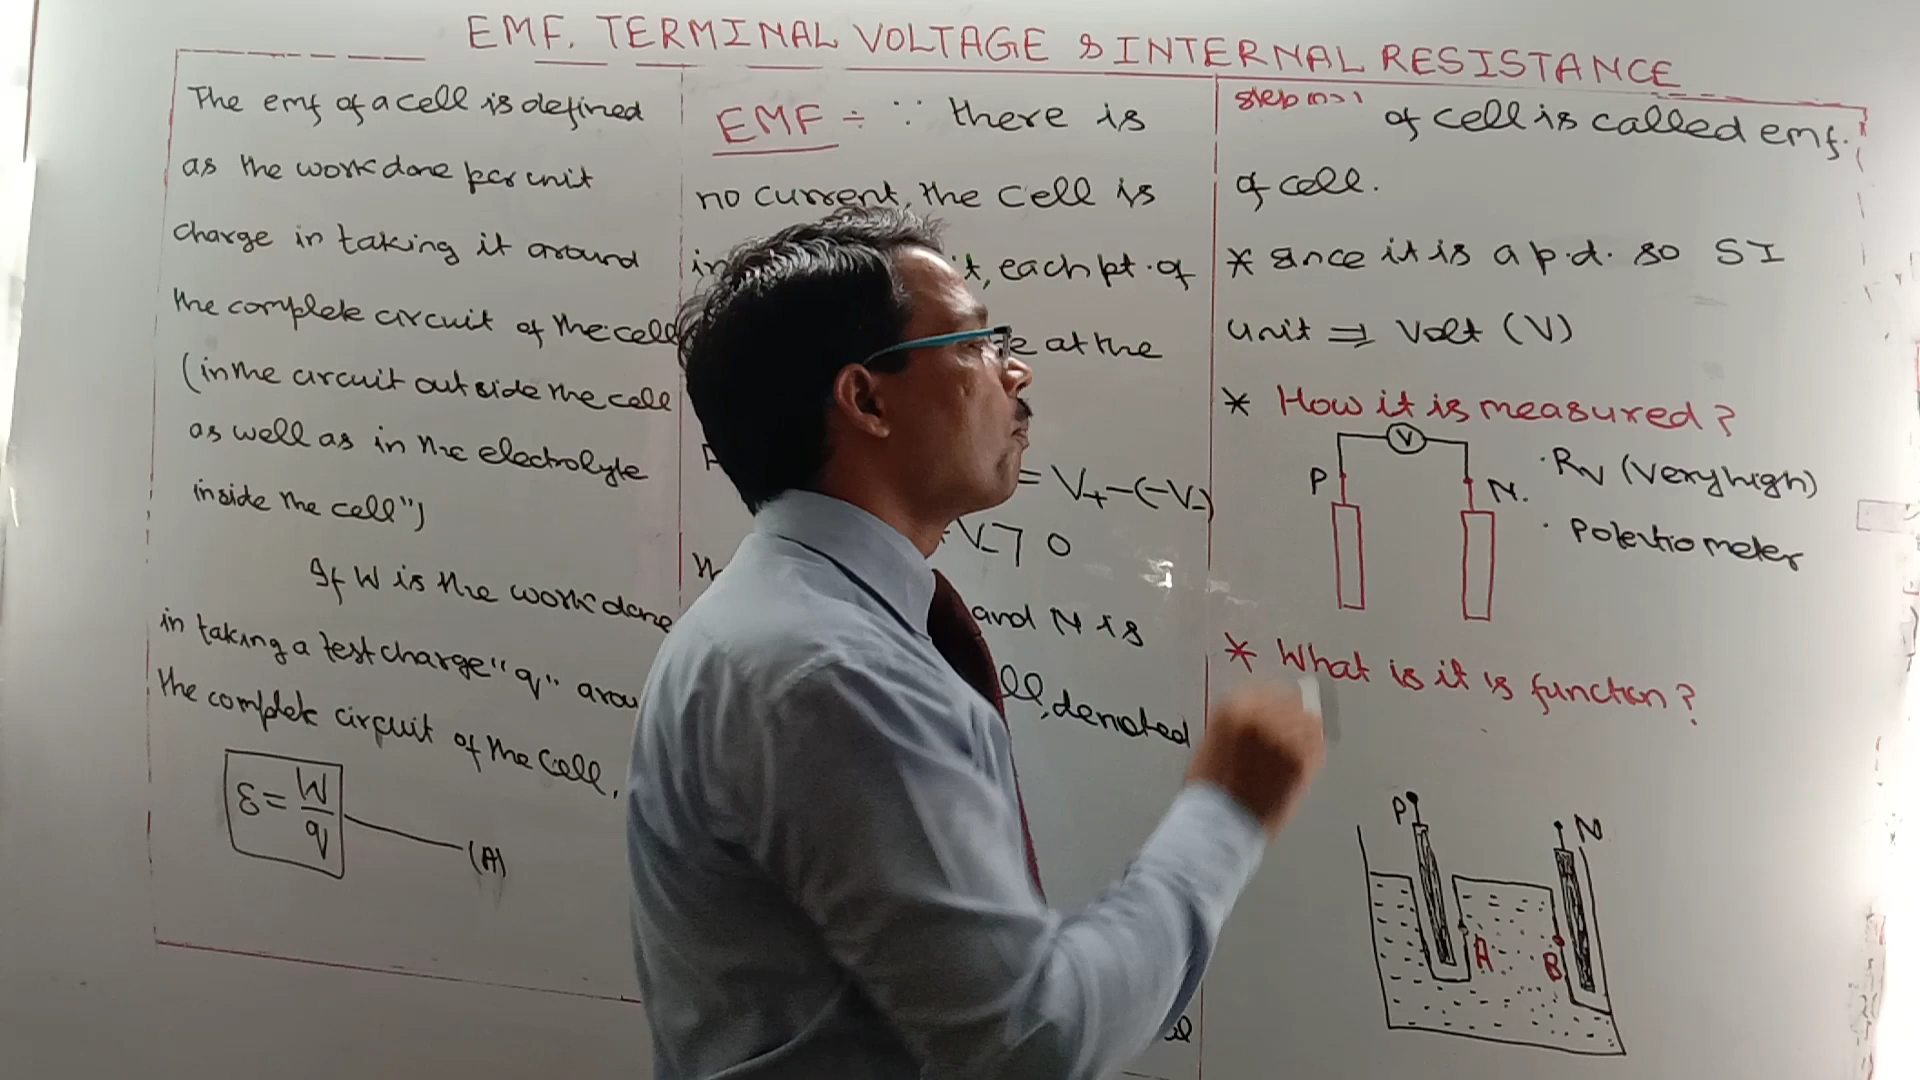 EMF, TERMINAL VOLTAGE & INTERNAL RESISTANCE
The emf of a cell is defined
as the work done per unit
charge in taking it around
the complete circuit of the cell
(in the circuit outside the cell
as well as in the electrolyte
inside the cell")
If W is the work done
in taking a test charge "q"
the complete circuit of the cell,
ε = W/q
(A)
EMF ÷ ∵ there is
no current, the cell is
, each pt. of
at the
= V+ - (-V-)
V- > 0
and N is
, denoted
of cell is called emf.
of cell.
* since it is a p.d. so SI
unit ⇒ Volt (V)
* How it is measured?
V
P
N.
· Rv (very high)
· Potentiometer
* What is it is function?
P
N
A
B